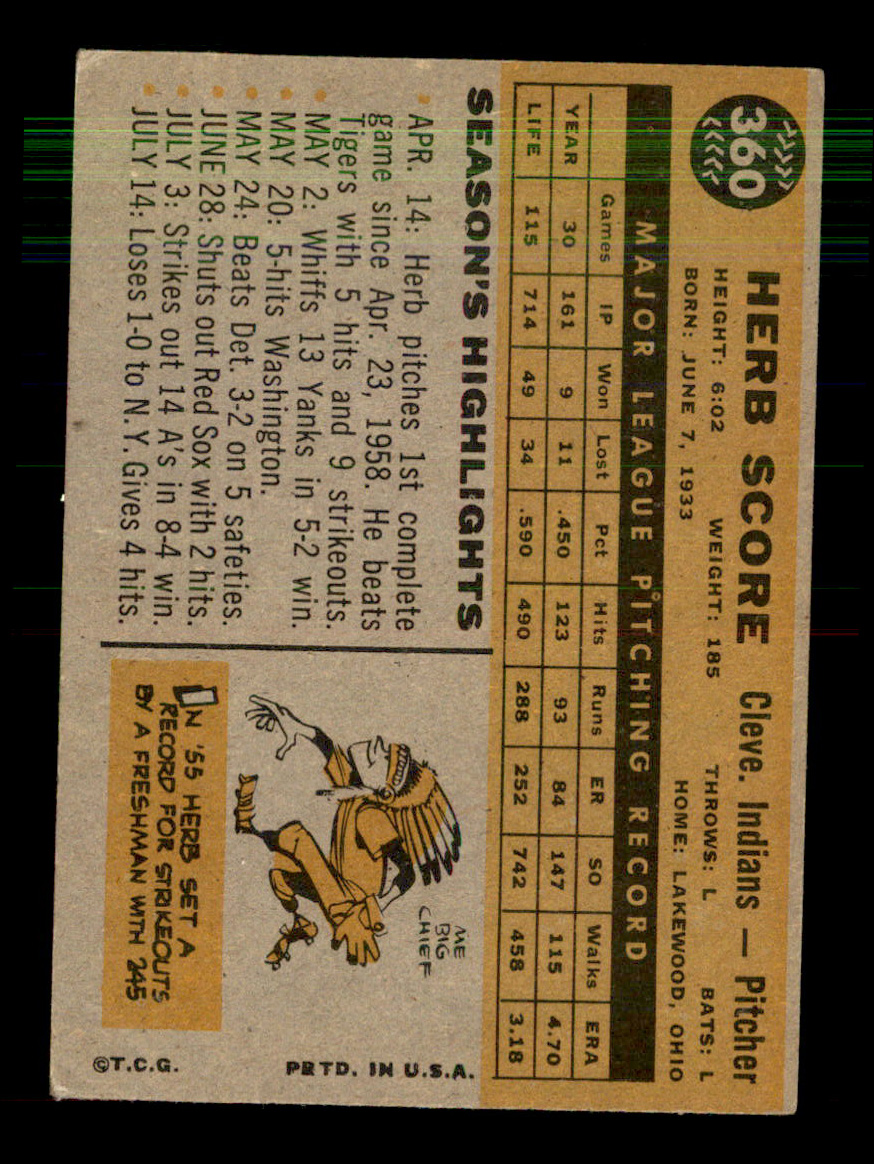 360
HERB SCORE Cleve. Indians — Pitcher
HEIGHT: 6:02 WEIGHT: 185 THROWS: L BATS: L
BORN: JUNE 7, 1933 HOME: LAKEWOOD, OHIO
MAJOR LEAGUE PITCHING RECORD
Games IP Won Lost Pct Hits Runs ER SO Walks ERA
YEAR 30 161 9 11 .450 123 93 84 147 115 4.70
LIFE 115 714 49 34 .590 490 288 252 742 458 3.18
SEASON'S HIGHLIGHTS
• APR. 14: Herb pitches 1st complete
game since Apr. 23, 1958. He beats
Tigers with 5 hits and 9 strikeouts.
• MAY 2: Whiffs 13 Yanks in 5-2 win.
• MAY 20: 5-hits Washington.
• MAY 24: Beats Det. 3-2 on 5 safeties.
• JUNE 28: Shuts out Red Sox with 2 hits.
• JULY 3: Strikes out 14 A's in 8-4 win.
• JULY 14: Loses 1-0 to N.Y. Gives 4 hits.
ME
BIG
CHIEF
IN '55 HERB SET A
RECORD FOR STRIKEOUTS
BY A FRESHMAN WITH 245
©T.C.G. PRTD. IN U.S.A.